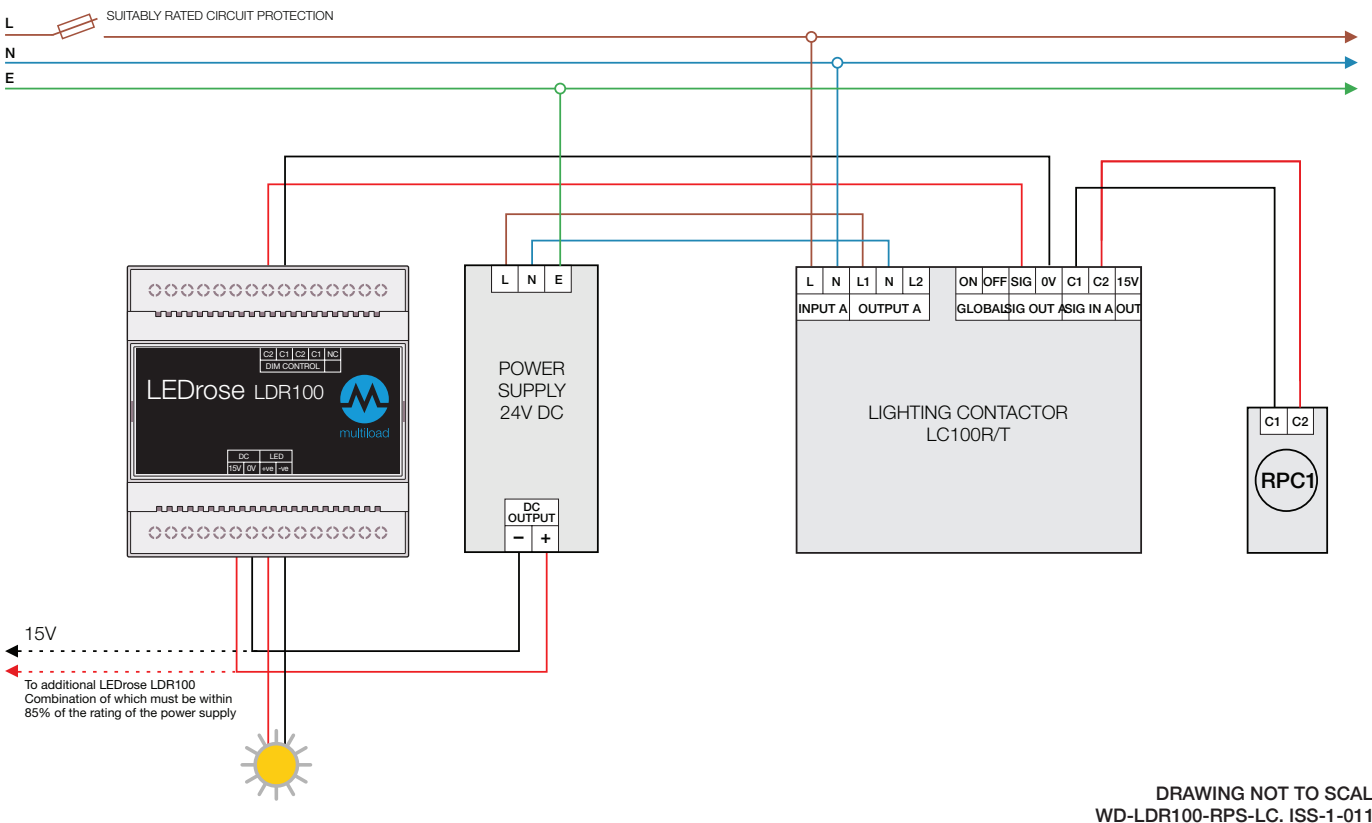 L
SUITABLY RATED CIRCUIT PROTECTION
N
E
L N E
POWER
SUPPLY
24V DC
DC
OUTPUT
− +
L N L1 N L2
INPUT A OUTPUT A
ON OFF SIG 0V C1 C2 15V
GLOBAL SIG OUT A SIG IN A OUT
LIGHTING CONTACTOR
LC100R/T
C1 C2
RPC1
C2 C1 C2 C1 NC
DIM CONTROL
LEDrose LDR100
multiload
DC LED
15V 0V +ve -ve
15V
To additional LEDrose LDR100
Combination of which must be within
85% of the rating of the power supply
DRAWING NOT TO SCAL
WD-LDR100-RPS-LC. ISS-1-011